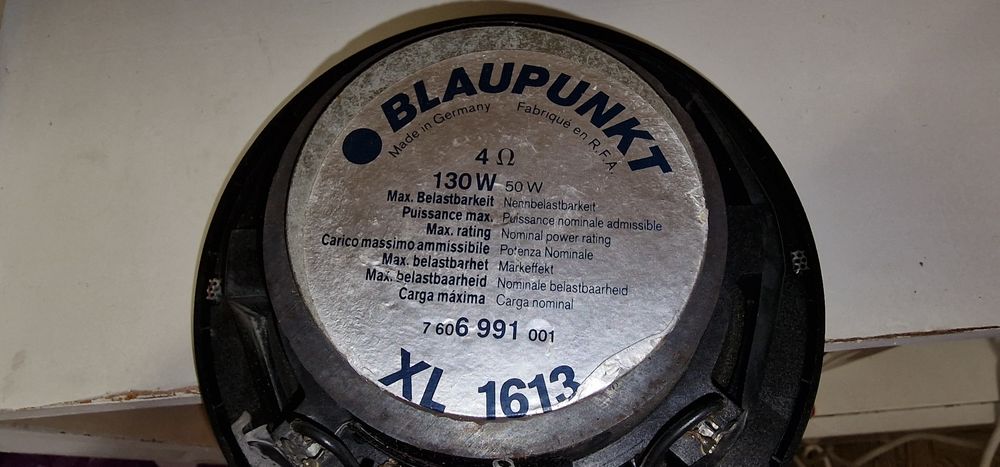 BLAUPUNKT
Made in Germany Fabriqué en R.F.A.
4 Ω
130 W 50 W
Max. Belastbarkeit Nennbelastbarkeit
Puissance max. Puissance nominale admissible
Max. rating Nominal power rating
Carico massimo ammissibile Potenza Nominale
Max. belastbarhet Märkeffekt
Max. belastbaarheid Nominale belastbaarheid
Carga máxima Carga nominal
7 606 991 001
XL 1613